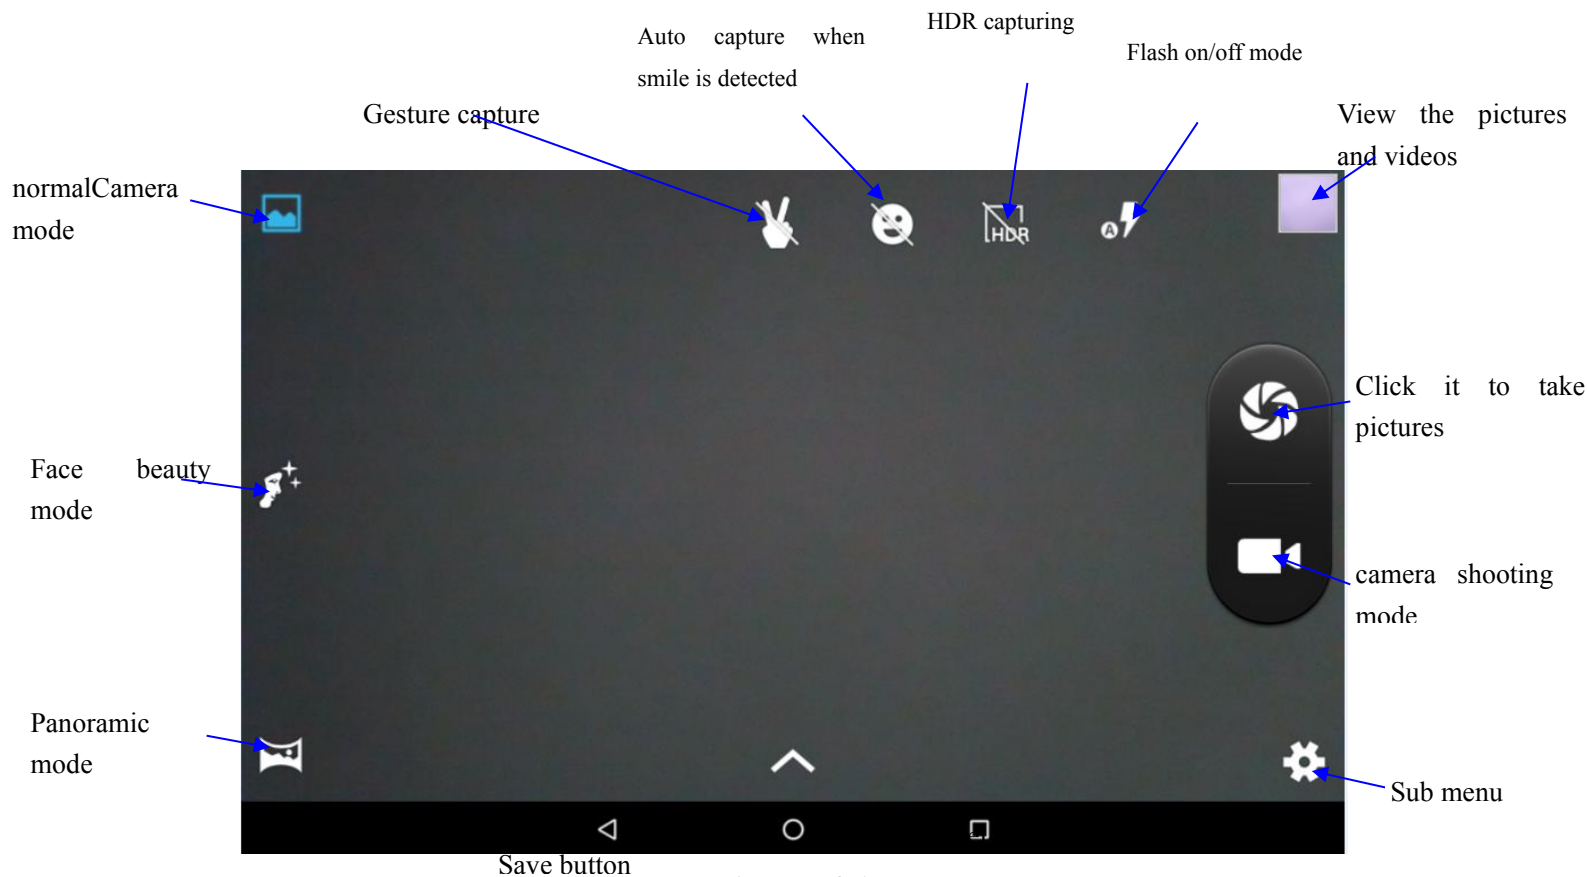 HDR capturing
Auto capture when
smile is detected
Flash on/off mode
Gesture capture
View the pictures
and videos
normalCamera
mode
HDR
A
Click it to take
pictures
Face beauty
mode
camera shooting
mode
Panoramic
mode
Sub menu
Save button